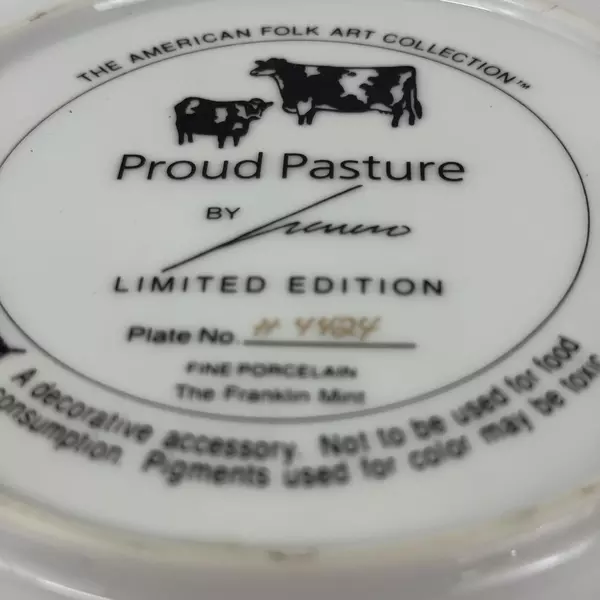 THE AMERICAN FOLK ART COLLECTION™
Proud Pasture
BY
LIMITED EDITION
Plate No. # 4424
FINE PORCELAIN
The Franklin Mint
A decorative accessory. Not to be used for food
consumption. Pigments used for color may be toxic